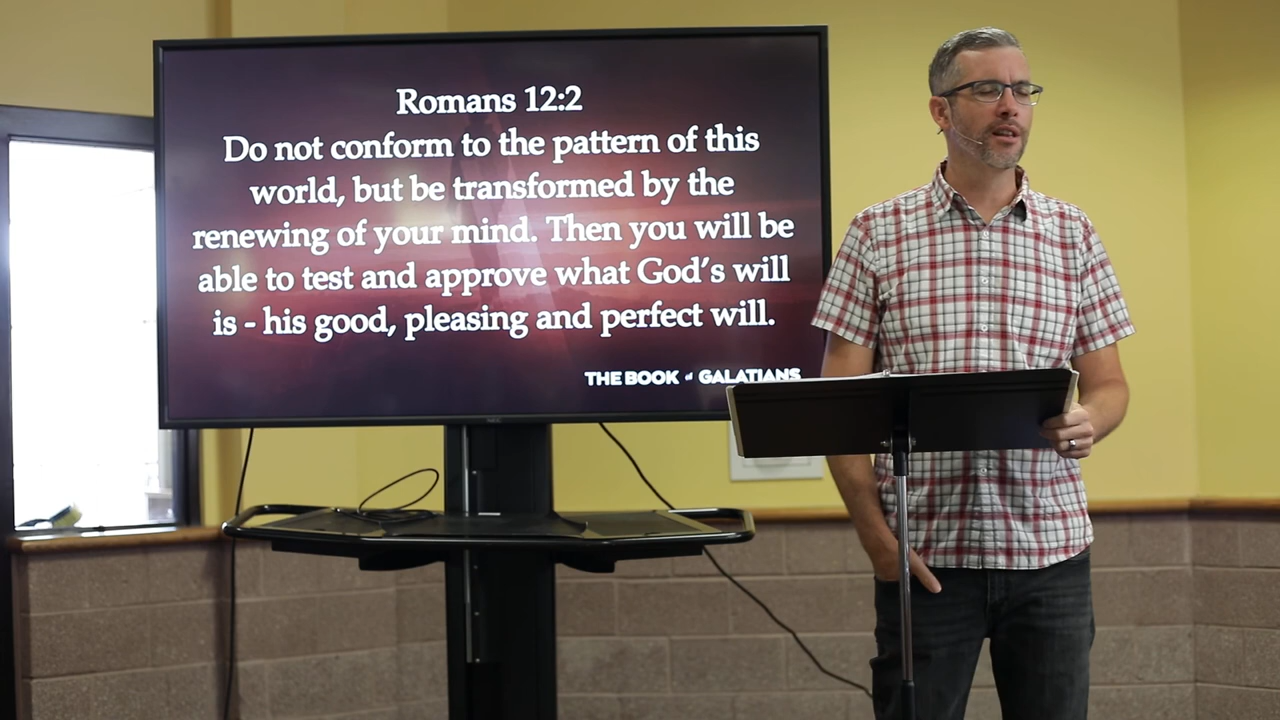 Romans 12:2
Do not conform to the pattern of this
world, but be transformed by the
renewing of your mind. Then you will be
able to test and approve what God's will
is - his good, pleasing and perfect will.
THE BOOK of GALATIANS
NEC